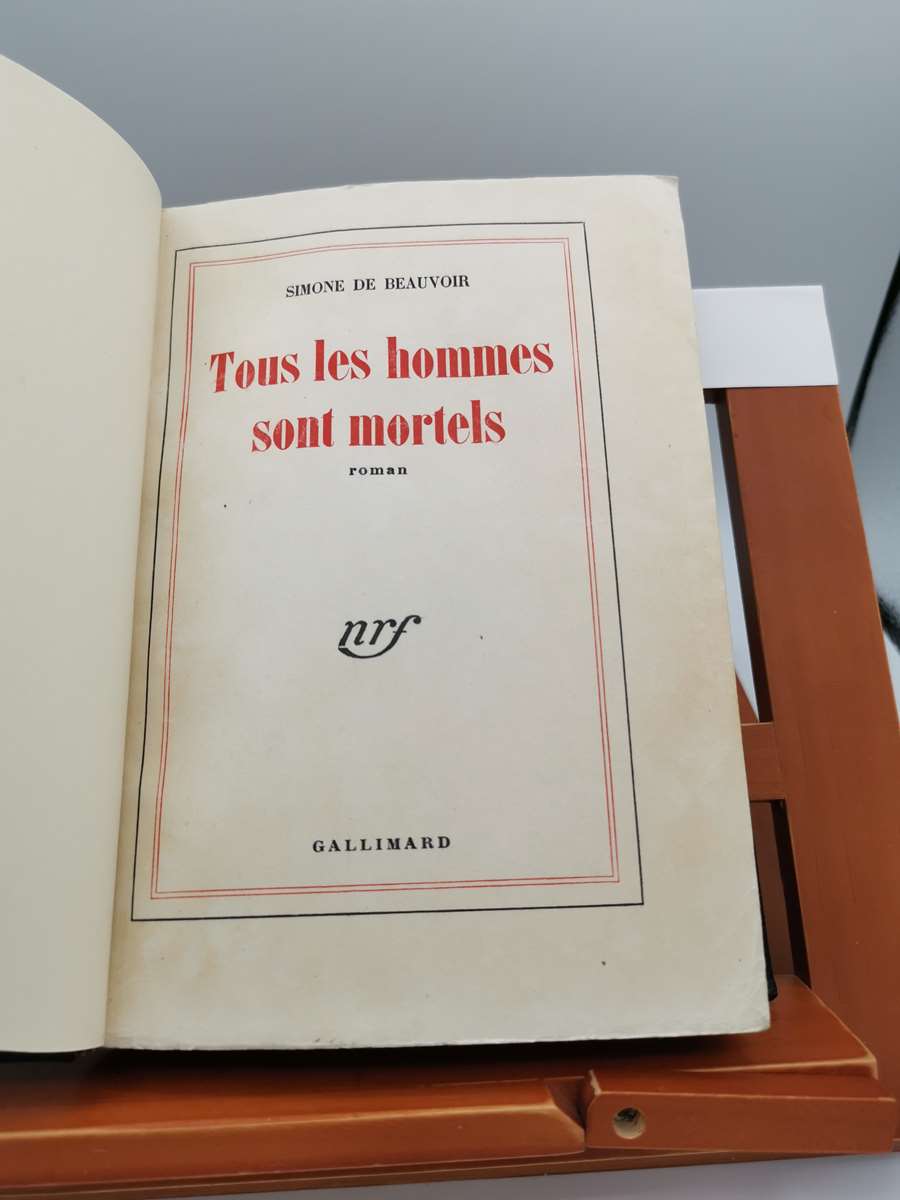 SIMONE DE BEAUVOIR
Tous les hommes
sont mortels
roman
nrf
GALLIMARD